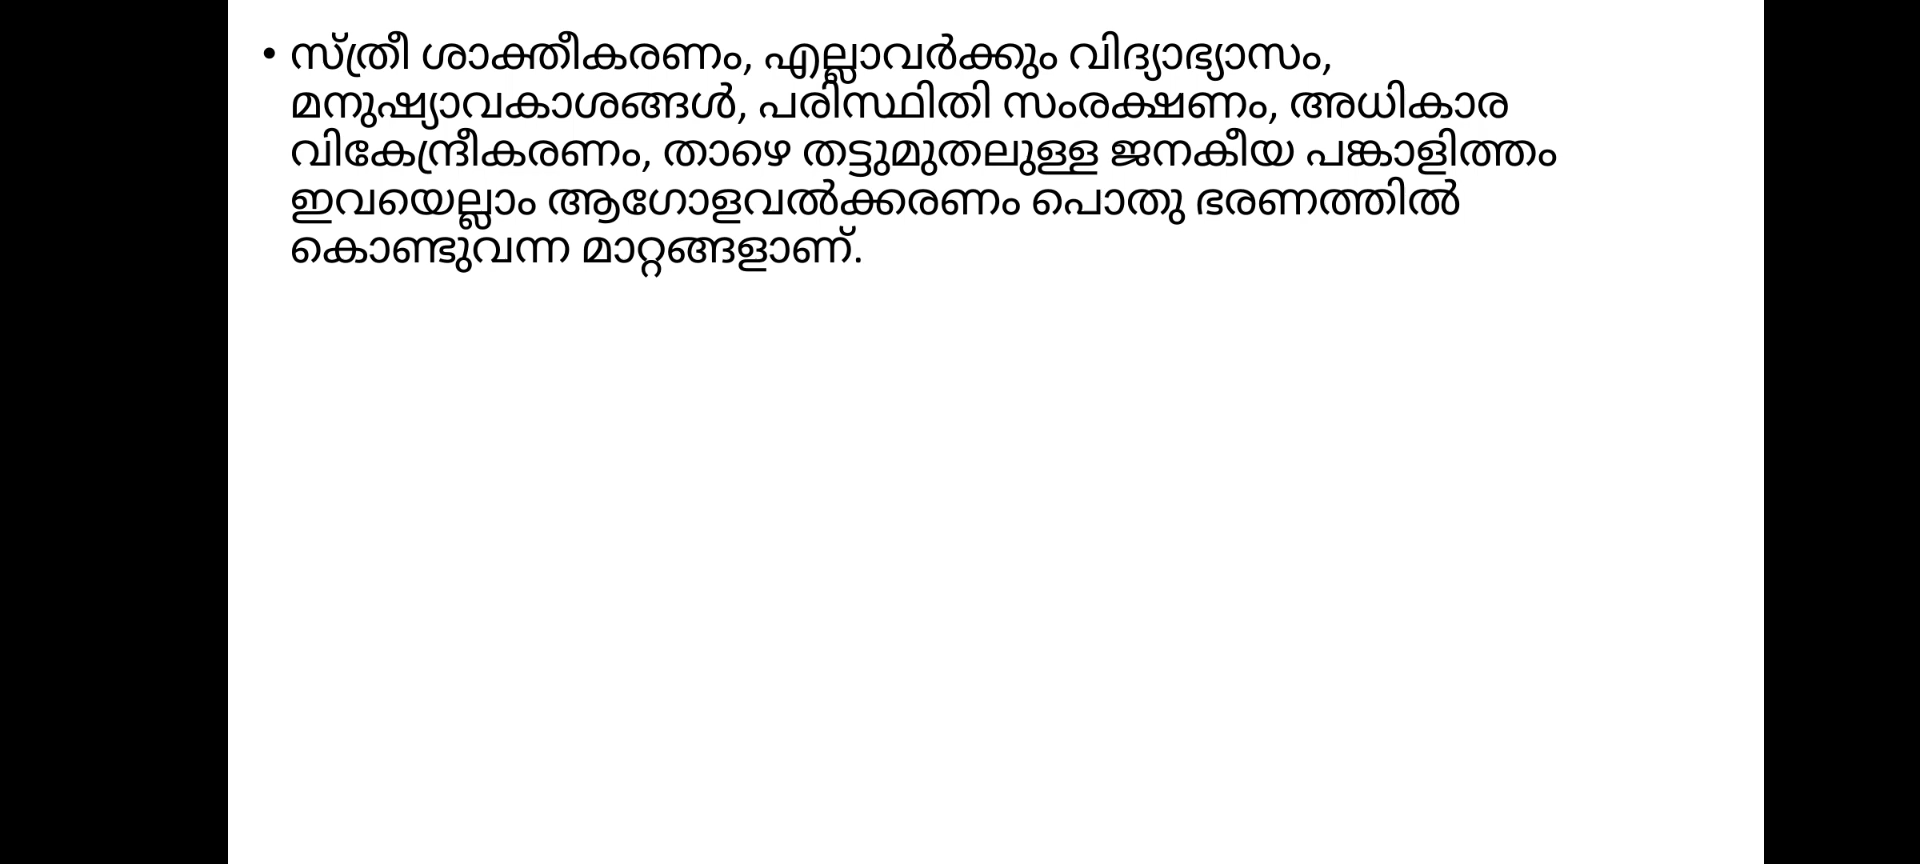 • സ്ത്രീ ശാക്തീകരണം, എല്ലാവർക്കും വിദ്യാഭ്യാസം,
മനുഷ്യാവകാശങ്ങൾ, പരിസ്ഥിതി സംരക്ഷണം, അധികാര
വികേന്ദ്രീകരണം, താഴെ തട്ടുമുതലുള്ള ജനകീയ പങ്കാളിത്തം
ഇവയെല്ലാം ആഗോളവൽക്കരണം പൊതു ഭരണത്തിൽ
കൊണ്ടുവന്ന മാറ്റങ്ങളാണ്.